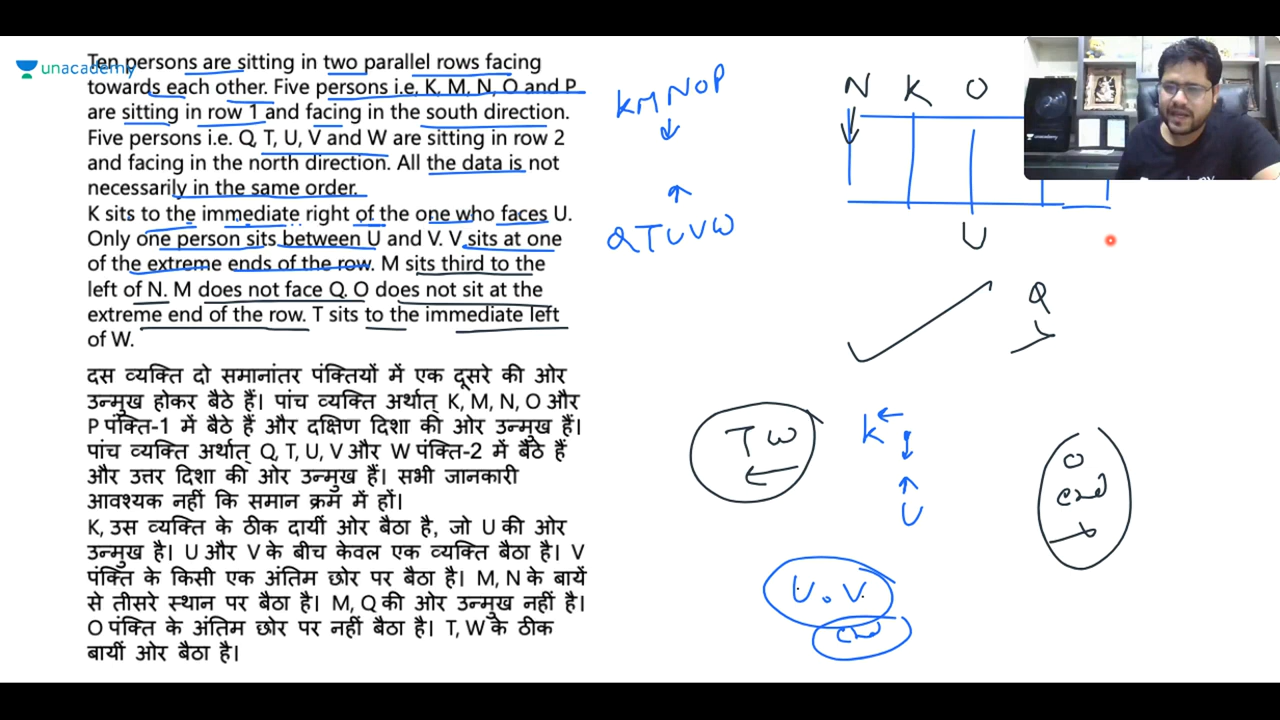 Ten persons are sitting in two parallel rows facing
unacademy
towards each other. Five persons i.e. K, M, N, O and P
are sitting in row 1 and facing in the south direction.
Five persons i.e. Q, T, U, V and W are sitting in row 2
and facing in the north direction. All the data is not
necessarily in the same order.
K sits to the immediate right of the one who faces U.
Only one person sits between U and V. V sits at one
of the extreme ends of the row. M sits third to the
left of N. M does not face Q. O does not sit at the
extreme end of the row. T sits to the immediate left
of W.
दस व्यक्ति दो समानांतर पंक्तियों में एक दूसरे की ओर
उन्मुख होकर बैठे हैं। पांच व्यक्ति अर्थात् K, M, N, O और
P पंक्ति-1 में बैठे हैं और दक्षिण दिशा की ओर उन्मुख हैं।
पांच व्यक्ति अर्थात् Q, T, U, V और W पंक्ति-2 में बैठे हैं
और उत्तर दिशा की ओर उन्मुख हैं। सभी जानकारी
आवश्यक नहीं कि समान क्रम में हों।
K, उस व्यक्ति के ठीक दायीं ओर बैठा है, जो U की ओर
उन्मुख है। U और V के बीच केवल एक व्यक्ति बैठा है। V
पंक्ति के किसी एक अंतिम छोर पर बैठा है। M, N के बायें
से तीसरे स्थान पर बैठा है। M, Q की ओर उन्मुख नहीं है।
O पंक्ति के अंतिम छोर पर नहीं बैठा है। T, W के ठीक
बायीं ओर बैठा है।
KMNOP
QTUVW
N K O
U
Q
T W
K
U
U . V
end
O
end